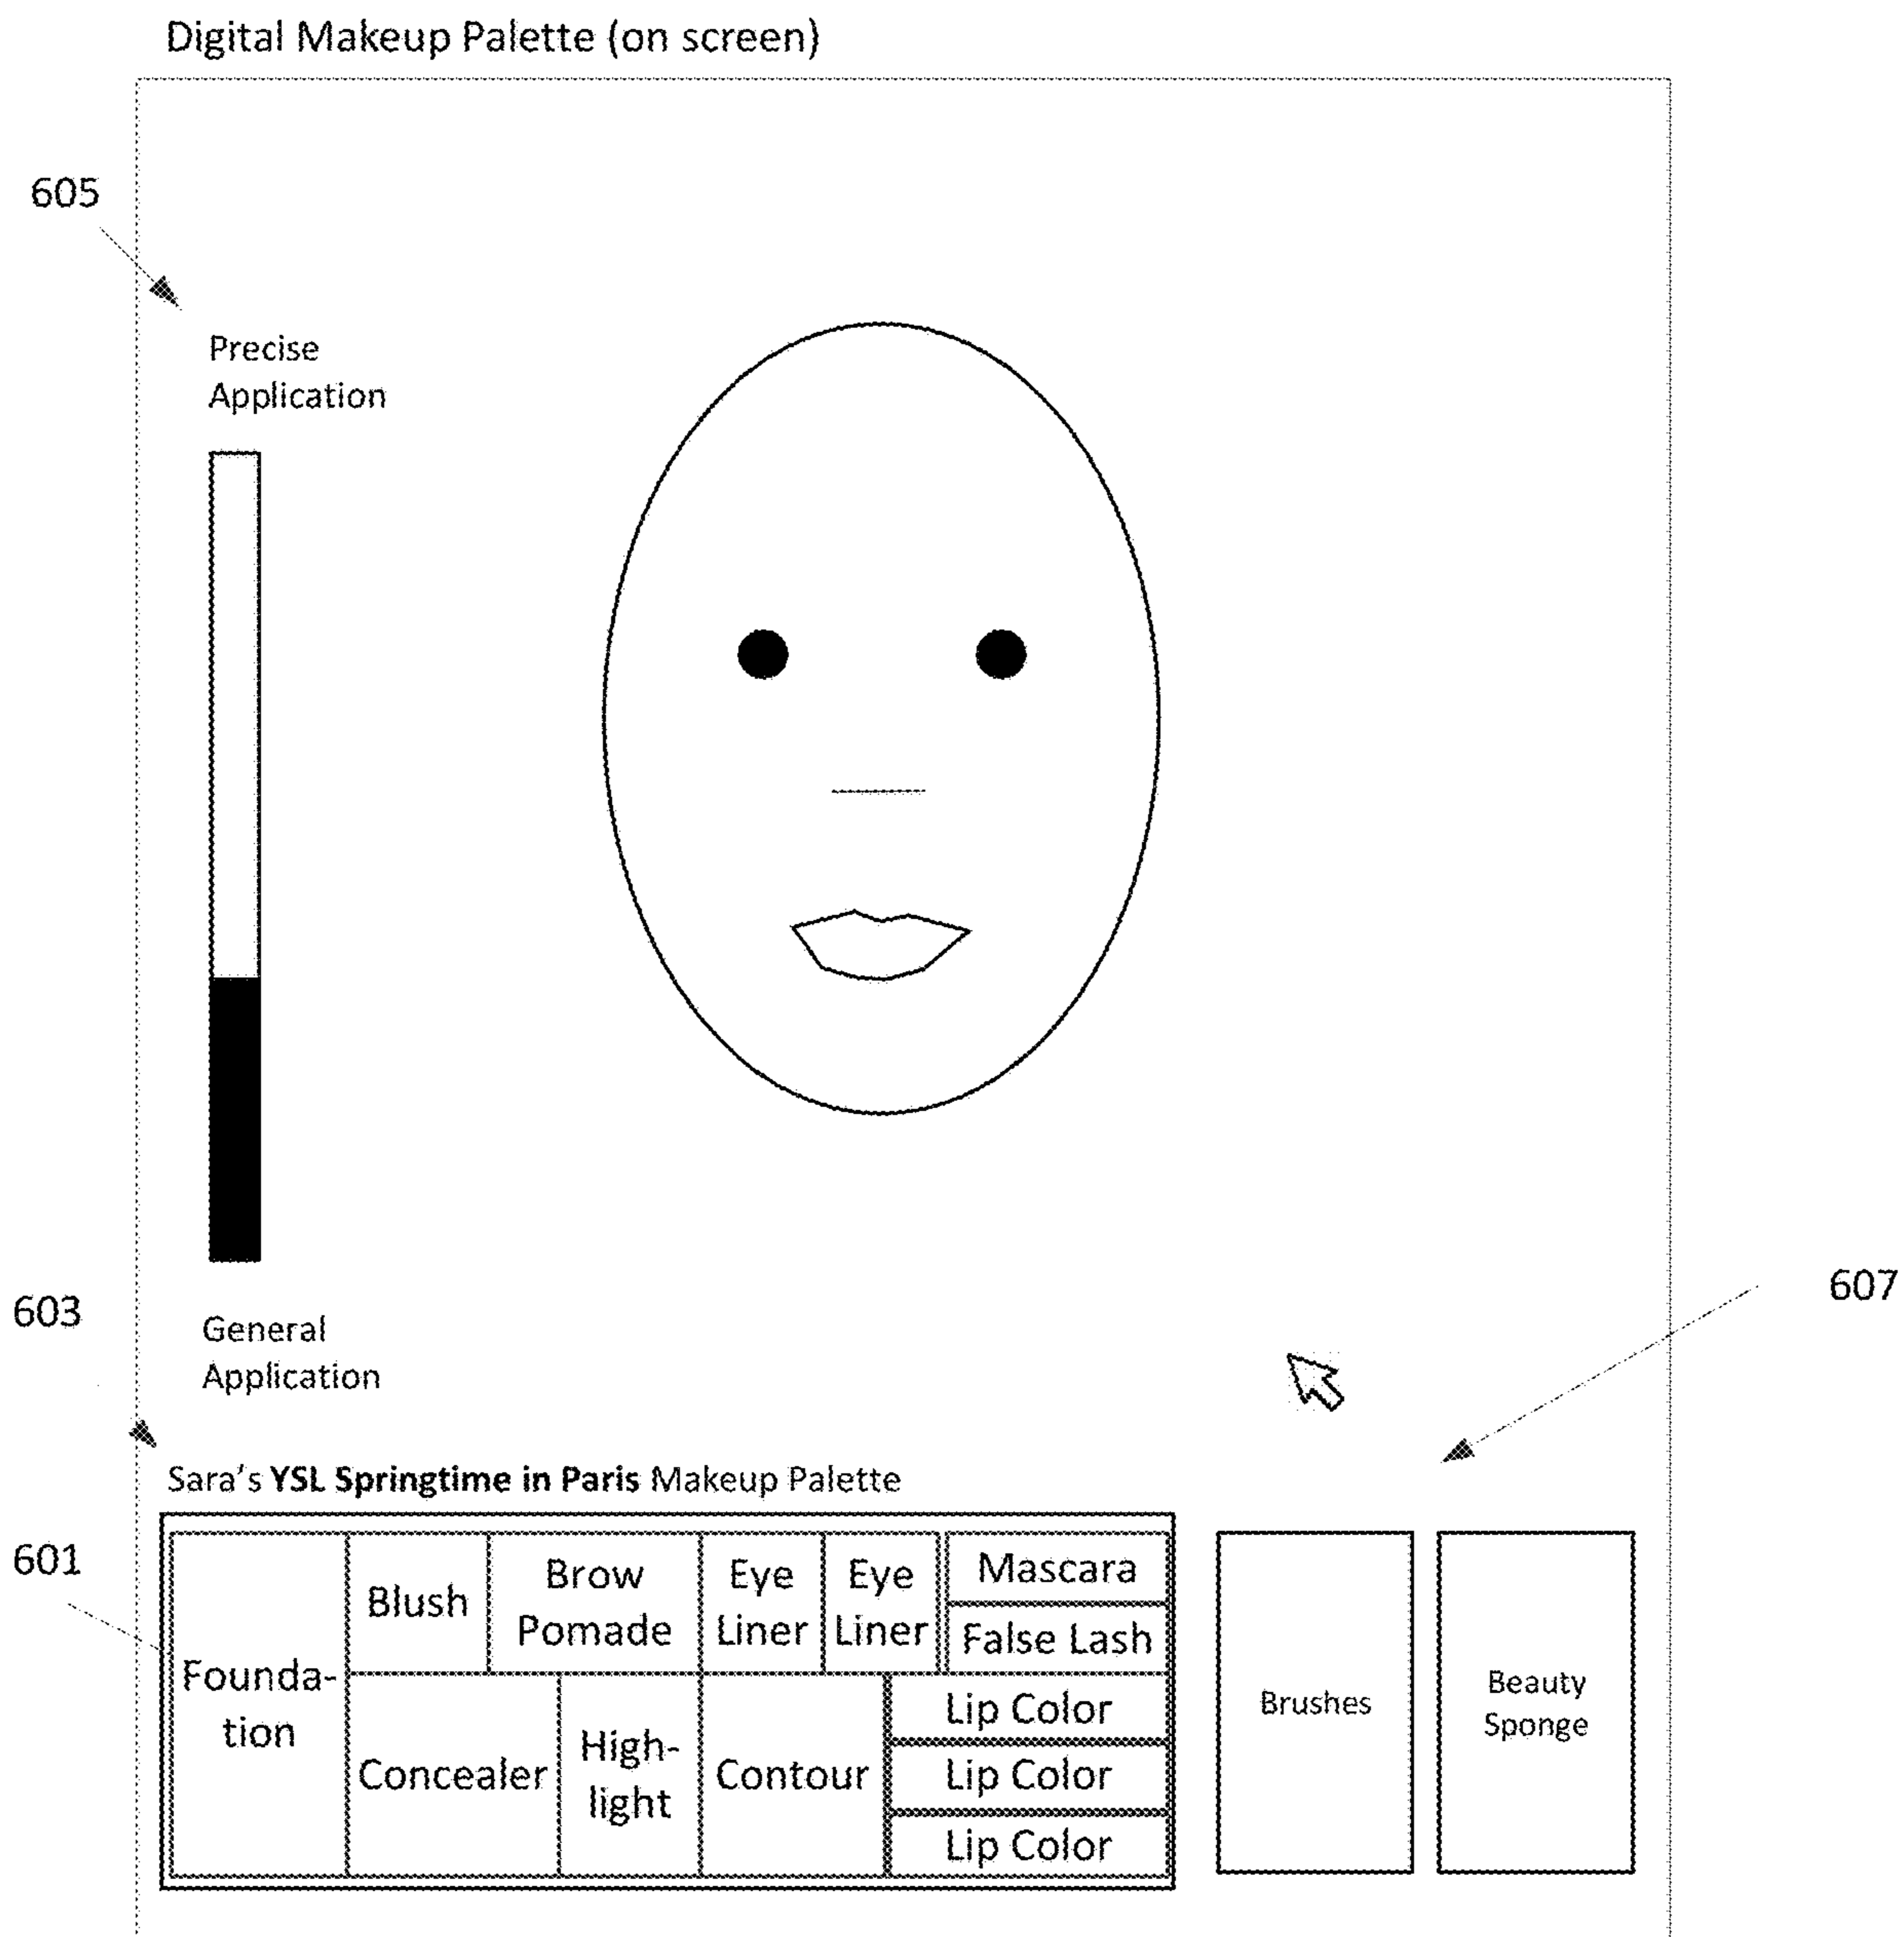 Digital Makeup Palette (on screen)
605
Precise
Application
General
Application
603
607
Sara's YSL Springtime in Paris Makeup Palette
601
Founda-
tion
Blush
Brow
Pomade
Eye
Liner
Eye
Liner
Mascara
False Lash
Concealer
High-
light
Contour
Lip Color
Lip Color
Lip Color
Brushes
Beauty
Sponge